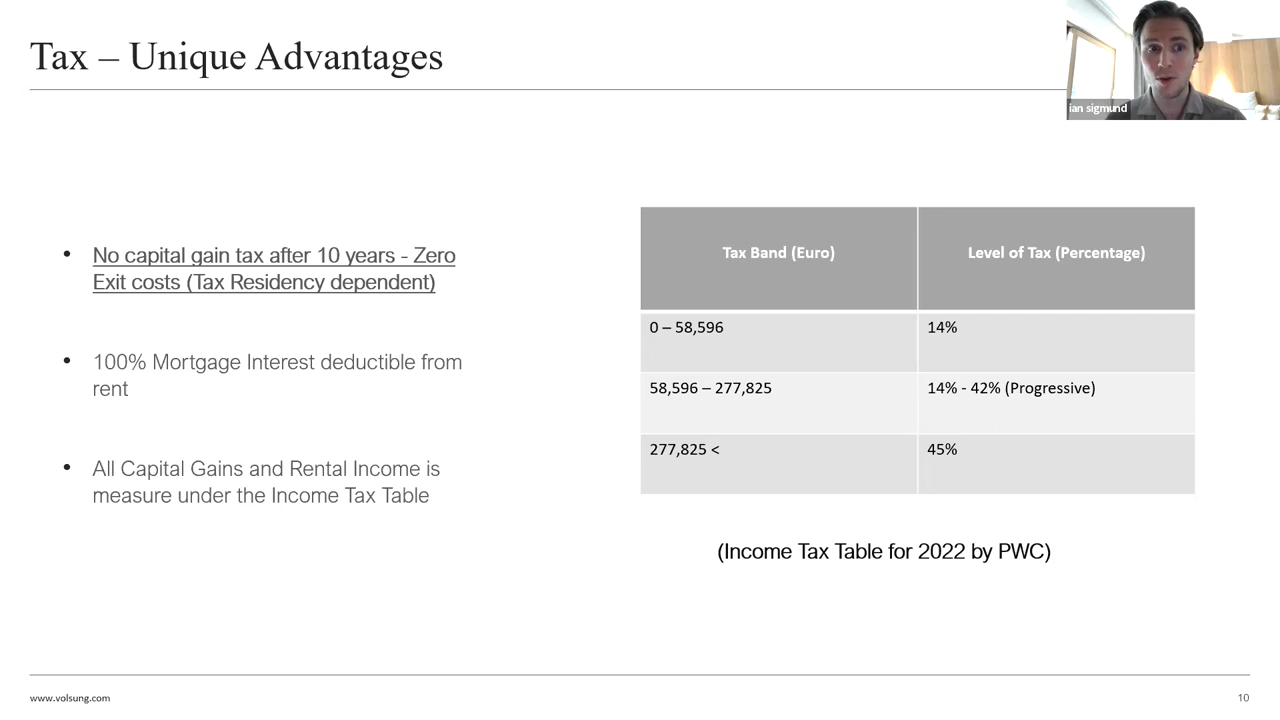 Tax – Unique Advantages
ian sigmund
• No capital gain tax after 10 years - Zero
Exit costs (Tax Residency dependent)
• 100% Mortgage Interest deductible from
rent
• All Capital Gains and Rental Income is
measure under the Income Tax Table
Tax Band (Euro) Level of Tax (Percentage)
0 – 58,596 14%
58,596 – 277,825 14% - 42% (Progressive)
277,825 < 45%
(Income Tax Table for 2022 by PWC)
www.volsung.com
10